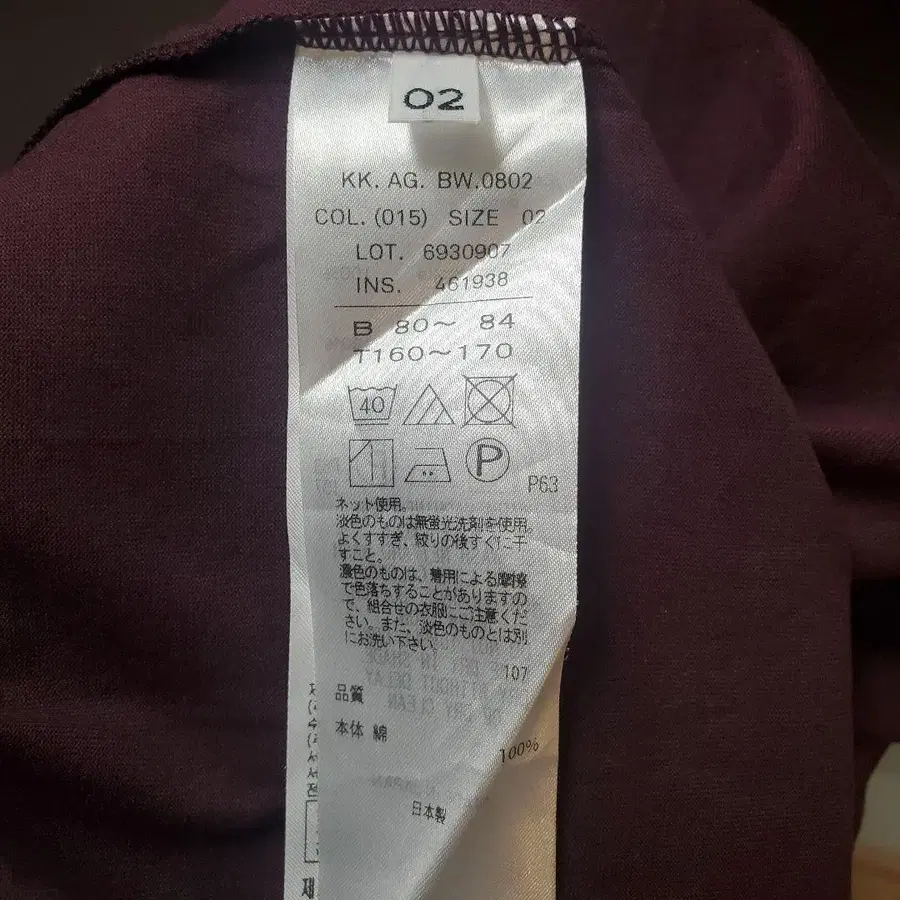 02
KK. AG. BW.0802
COL. (015) SIZE 02
LOT. 6930907
INS. 461938
B 80〜 84
T160〜170
40
P
P63
ネット使用。
淡色のものは無蛍光洗剤を使用。
よくすすぎ、絞りの後すぐに干
すこと。
濃色のものは、着用による摩擦
で色落ちすることがありますの
で、組合せの衣服にご注意くだ
さい。また、淡色のものとは別
にお洗い下さい。
107
品質
本体 綿
100%
日本製